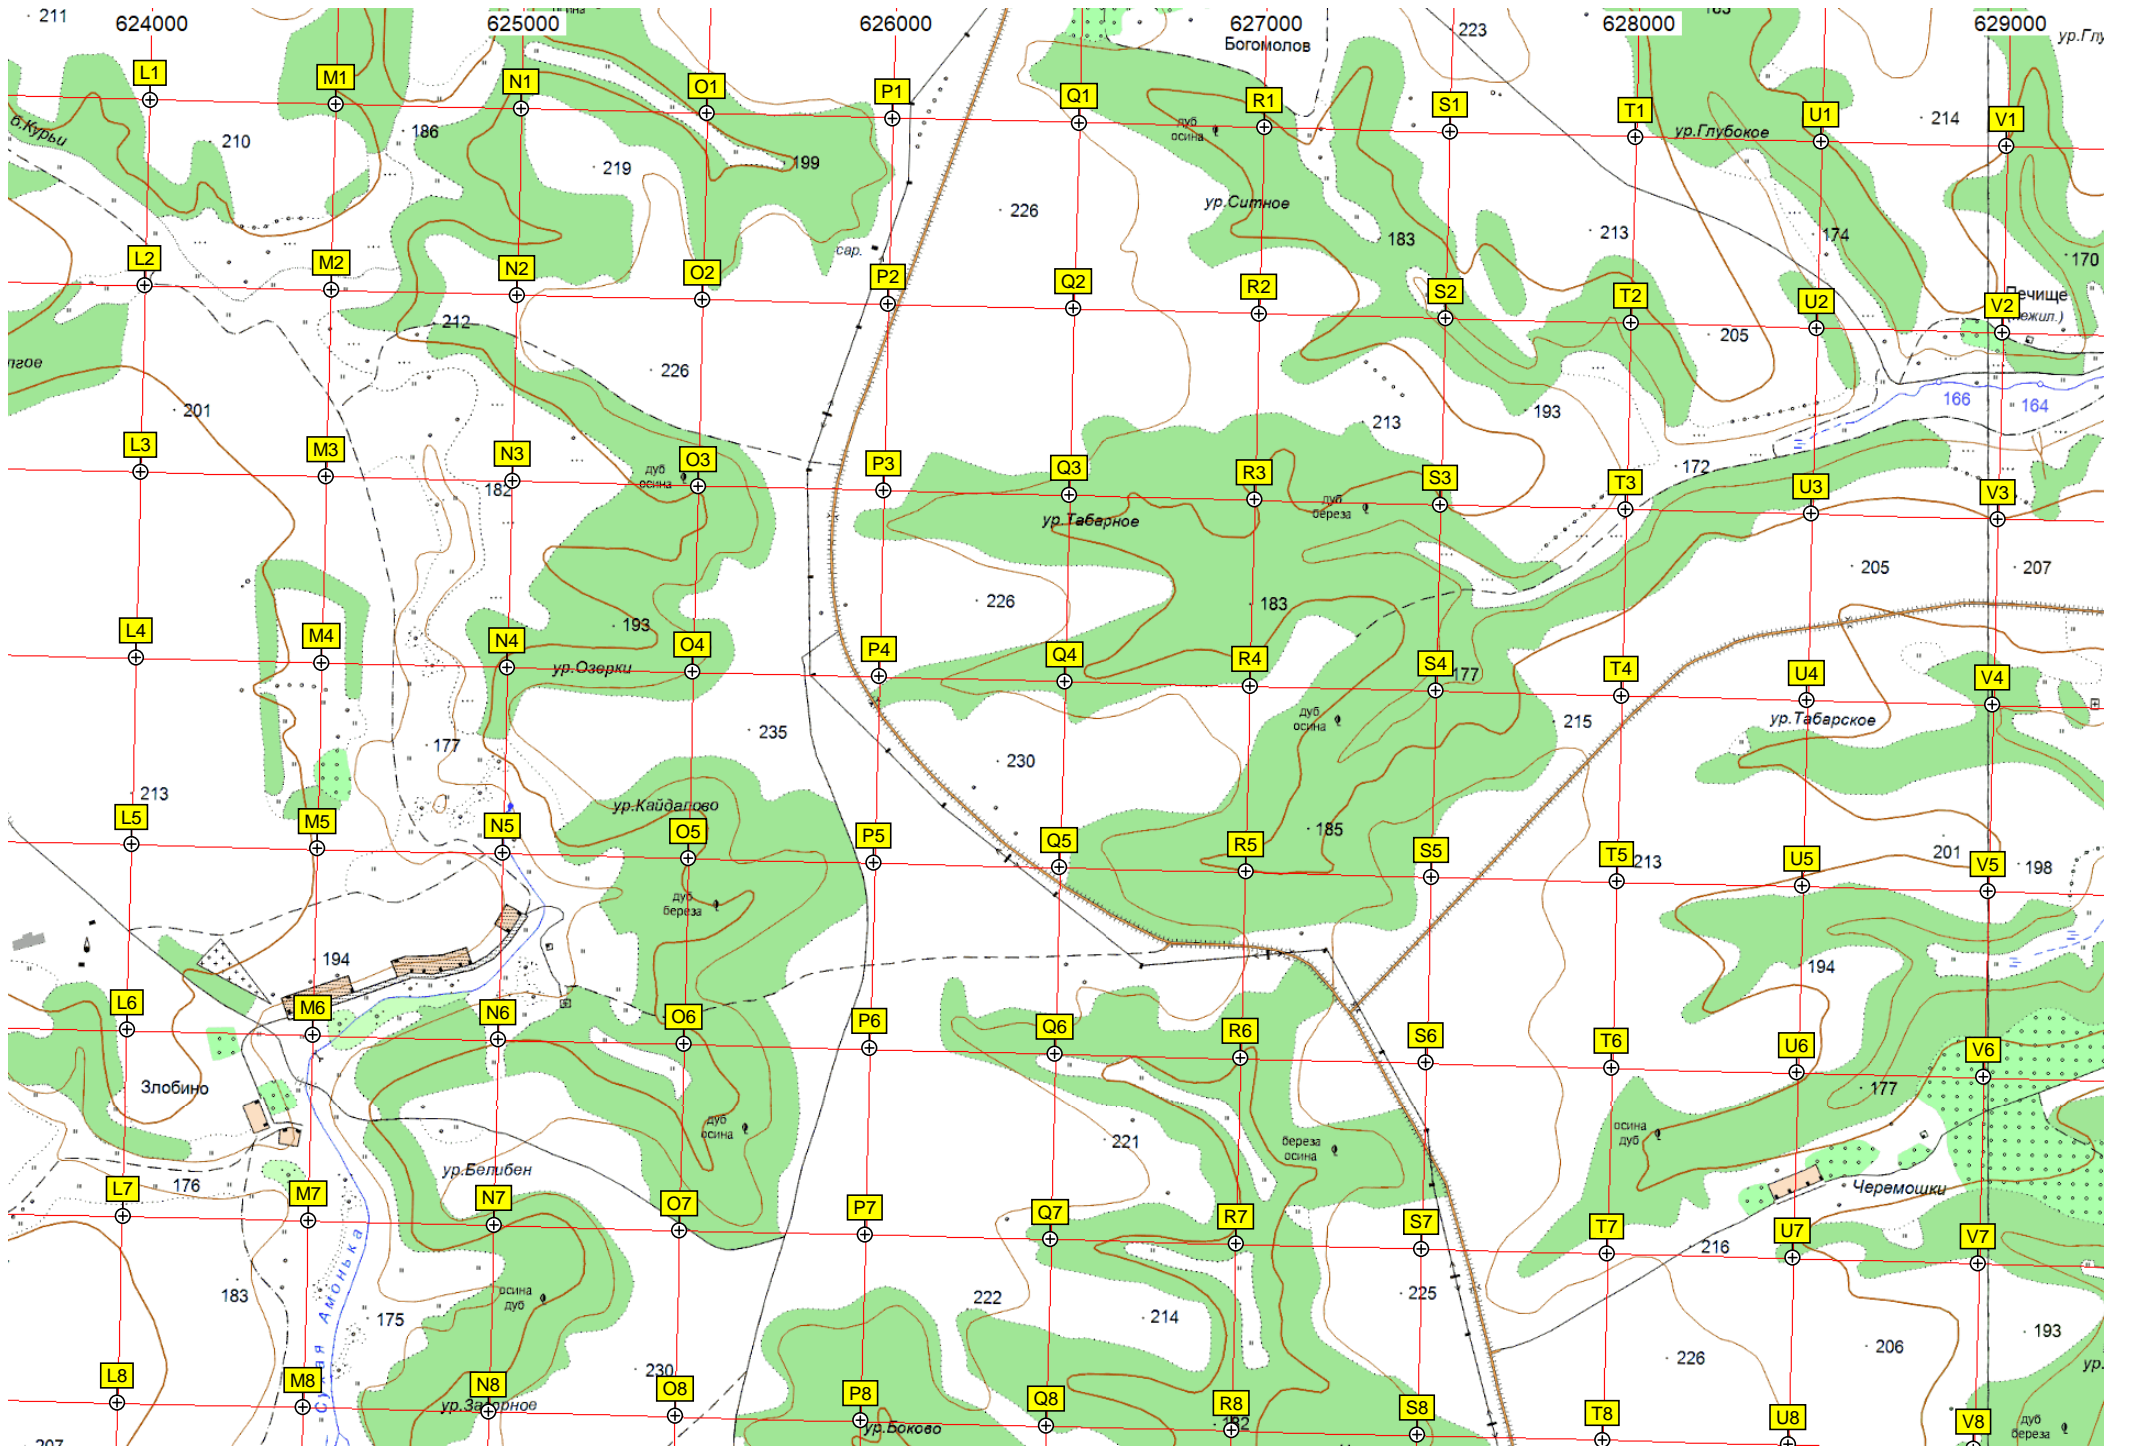 211
624000
625000
осина
626000
627000
223
628000
163
629000
Богомолов
L1
M1
N1
O1
P1
Q1
R1
S1
T1
U1
V1
б.Курьи
210
186
219
199
226
дуб
осина
ур.Ситное
ур.Глубокое
214
183
213
174
170
сар.
L2
M2
N2
O2
P2
Q2
R2
S2
T2
U2
V2
Печище
212
226
205
201
213
193
166
164
172
L3
M3
N3
O3
P3
Q3
R3
S3
T3
U3
V3
182
дуб
осина
ур.Табарное
дуб
береза
205
207
193
226
183
L4
M4
N4
O4
P4
Q4
R4
S4
T4
U4
V4
ур.Озерки
177
177
235
230
дуб
осина
215
ур.Табарское
213
ур.Кайдалово
185
213
201
198
L5
M5
N5
O5
P5
Q5
R5
S5
T5
U5
V5
дуб
береза
194
194
L6
M6
N6
O6
P6
Q6
R6
S6
T6
U6
V6
Злобино
177
дуб
осина
221
береза
осина
осина
дуб
ур.Белибен
176
Черемошки
L7
M7
N7
O7
P7
Q7
R7
S7
T7
U7
V7
216
183
175
осина
дуб
222
214
225
193
206
226
230
Сухая Амонька
L8
M8
N8
O8
P8
Q8
R8
S8
T8
U8
V8
ур.Боково
182
дуб
береза
ур.
207